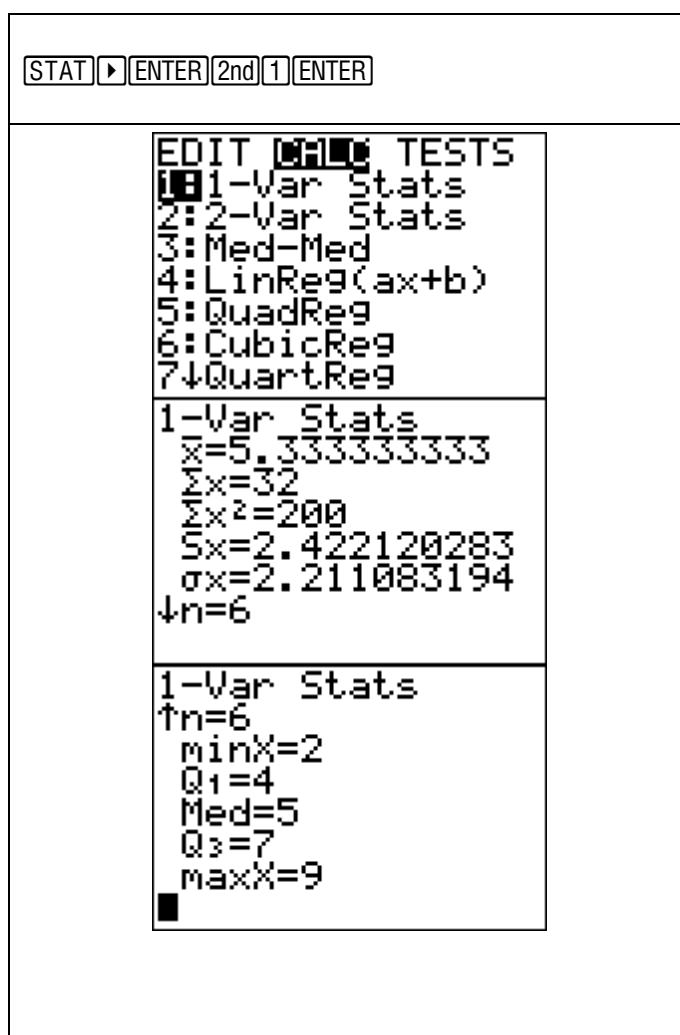 STAT ▶ ENTER 2nd 1 ENTER
EDIT CALC TESTS
1:1-Var Stats
2:2-Var Stats
3:Med-Med
4:LinReg(ax+b)
5:QuadReg
6:CubicReg
7↓QuartReg
1-Var Stats
x̄=5.333333333
Σx=32
Σx²=200
Sx=2.422120283
σx=2.211083194
↓n=6
1-Var Stats
↑n=6
minX=2
Q₁=4
Med=5
Q₃=7
maxX=9